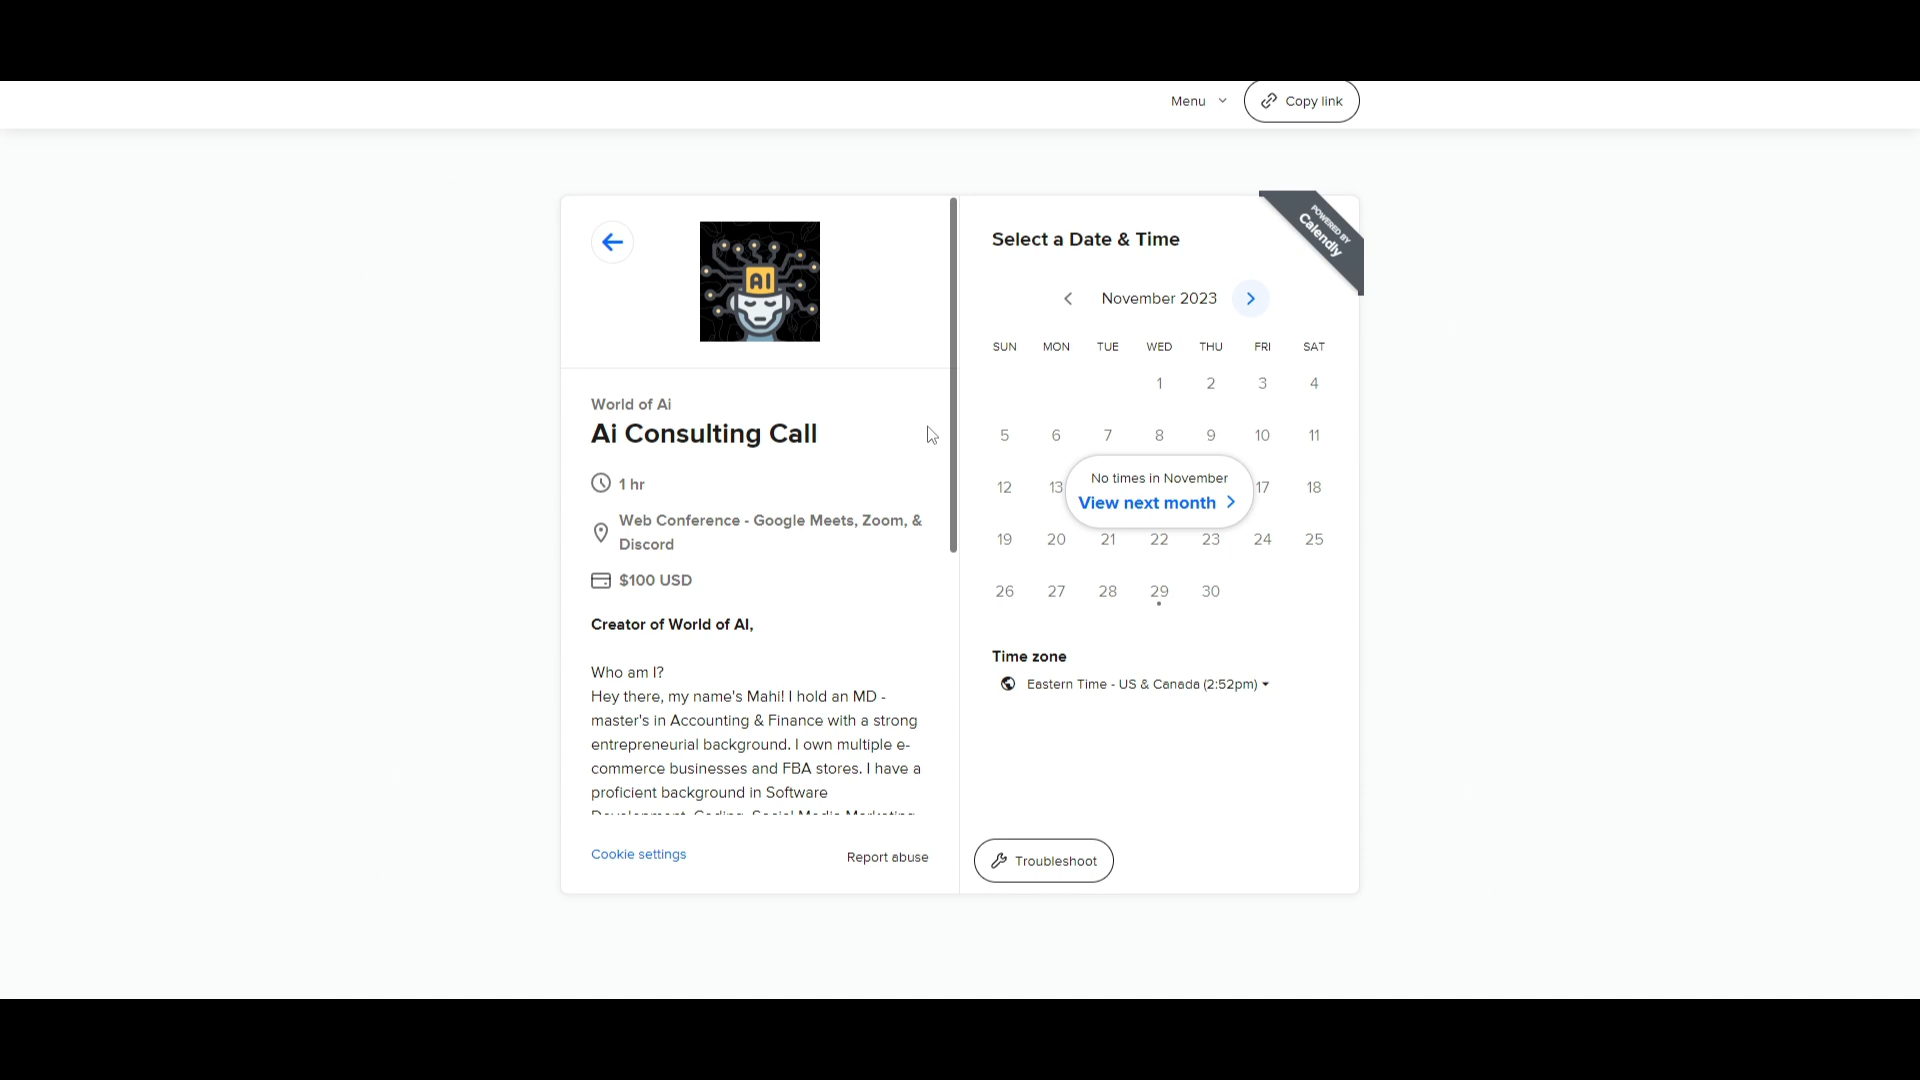 Menu
Copy link
POWERED BY
Calendly
AI
World of Ai
Ai Consulting Call
1 hr
Web Conference - Google Meets, Zoom, &
Discord
$100 USD
Creator of World of AI,
Who am I?
Hey there, my name's Mahi! I hold an MD -
master's in Accounting & Finance with a strong
entrepreneurial background. I own multiple e-
commerce businesses and FBA stores. I have a
proficient background in Software
Development, Coding, Social Media Marketing,
Cookie settings
Report abuse
Select a Date & Time
November 2023
SUN MON TUE WED THU FRI SAT
1 2 3 4
5 6 7 8 9 10 11
12 13 17 18
No times in November
View next month
19 20 21 22 23 24 25
26 27 28 29 30
Time zone
Eastern Time - US & Canada (2:52pm)
Troubleshoot